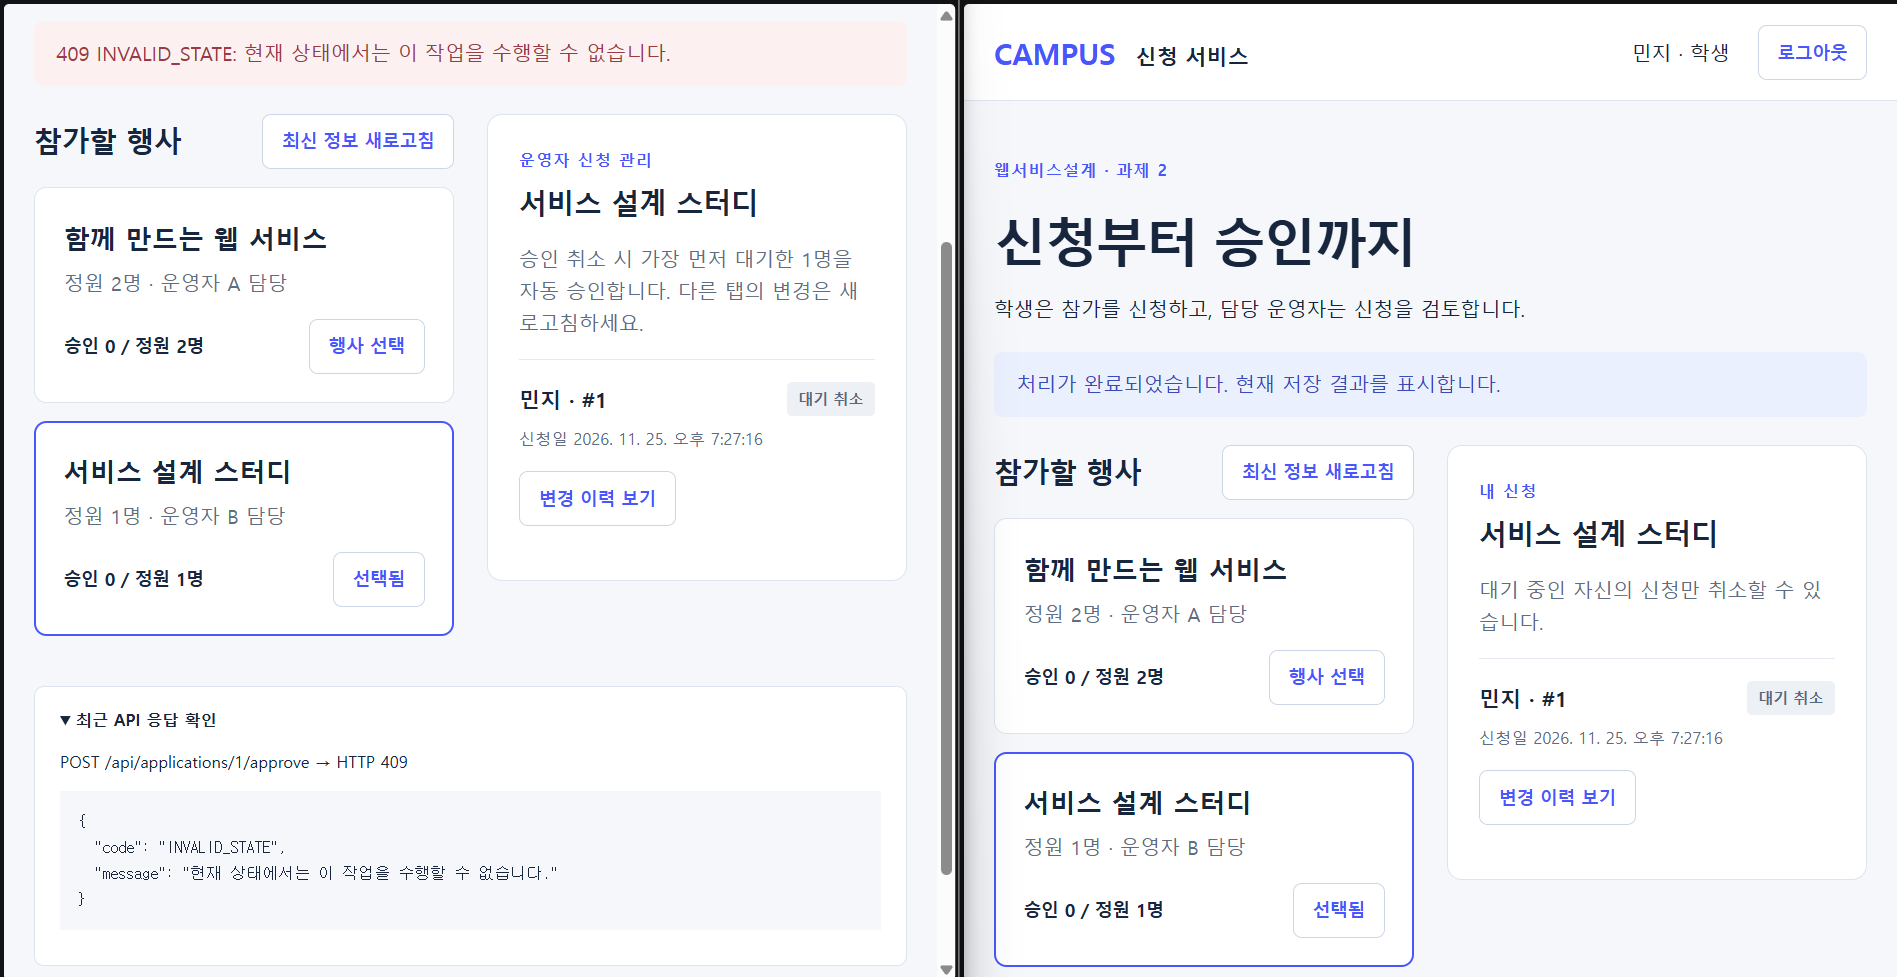 409 INVALID_STATE: 현재 상태에서는 이 작업을 수행할 수 없습니다.
참가할 행사
최신 정보 새로고침
함께 만드는 웹 서비스
정원 2명 · 운영자 A 담당
승인 0 / 정원 2명
행사 선택
서비스 설계 스터디
정원 1명 · 운영자 B 담당
승인 0 / 정원 1명
선택됨
운영자 신청 관리
서비스 설계 스터디
승인 취소 시 가장 먼저 대기한 1명을
자동 승인합니다. 다른 탭의 변경은 새
로고침하세요.
민지 · #1
대기 취소
신청일 2026. 11. 25. 오후 7:27:16
변경 이력 보기
▼ 최근 API 응답 확인
POST /api/applications/1/approve → HTTP 409
{
"code": "INVALID_STATE",
"message": "현재 상태에서는 이 작업을 수행할 수 없습니다."
}
CAMPUS 신청 서비스
민지 · 학생
로그아웃
웹서비스설계 · 과제 2
신청부터 승인까지
학생은 참가를 신청하고, 담당 운영자는 신청을 검토합니다.
처리가 완료되었습니다. 현재 저장 결과를 표시합니다.
참가할 행사
최신 정보 새로고침
함께 만드는 웹 서비스
정원 2명 · 운영자 A 담당
승인 0 / 정원 2명
행사 선택
서비스 설계 스터디
정원 1명 · 운영자 B 담당
승인 0 / 정원 1명
선택됨
내 신청
서비스 설계 스터디
대기 중인 자신의 신청만 취소할 수 있
습니다.
민지 · #1
대기 취소
신청일 2026. 11. 25. 오후 7:27:16
변경 이력 보기